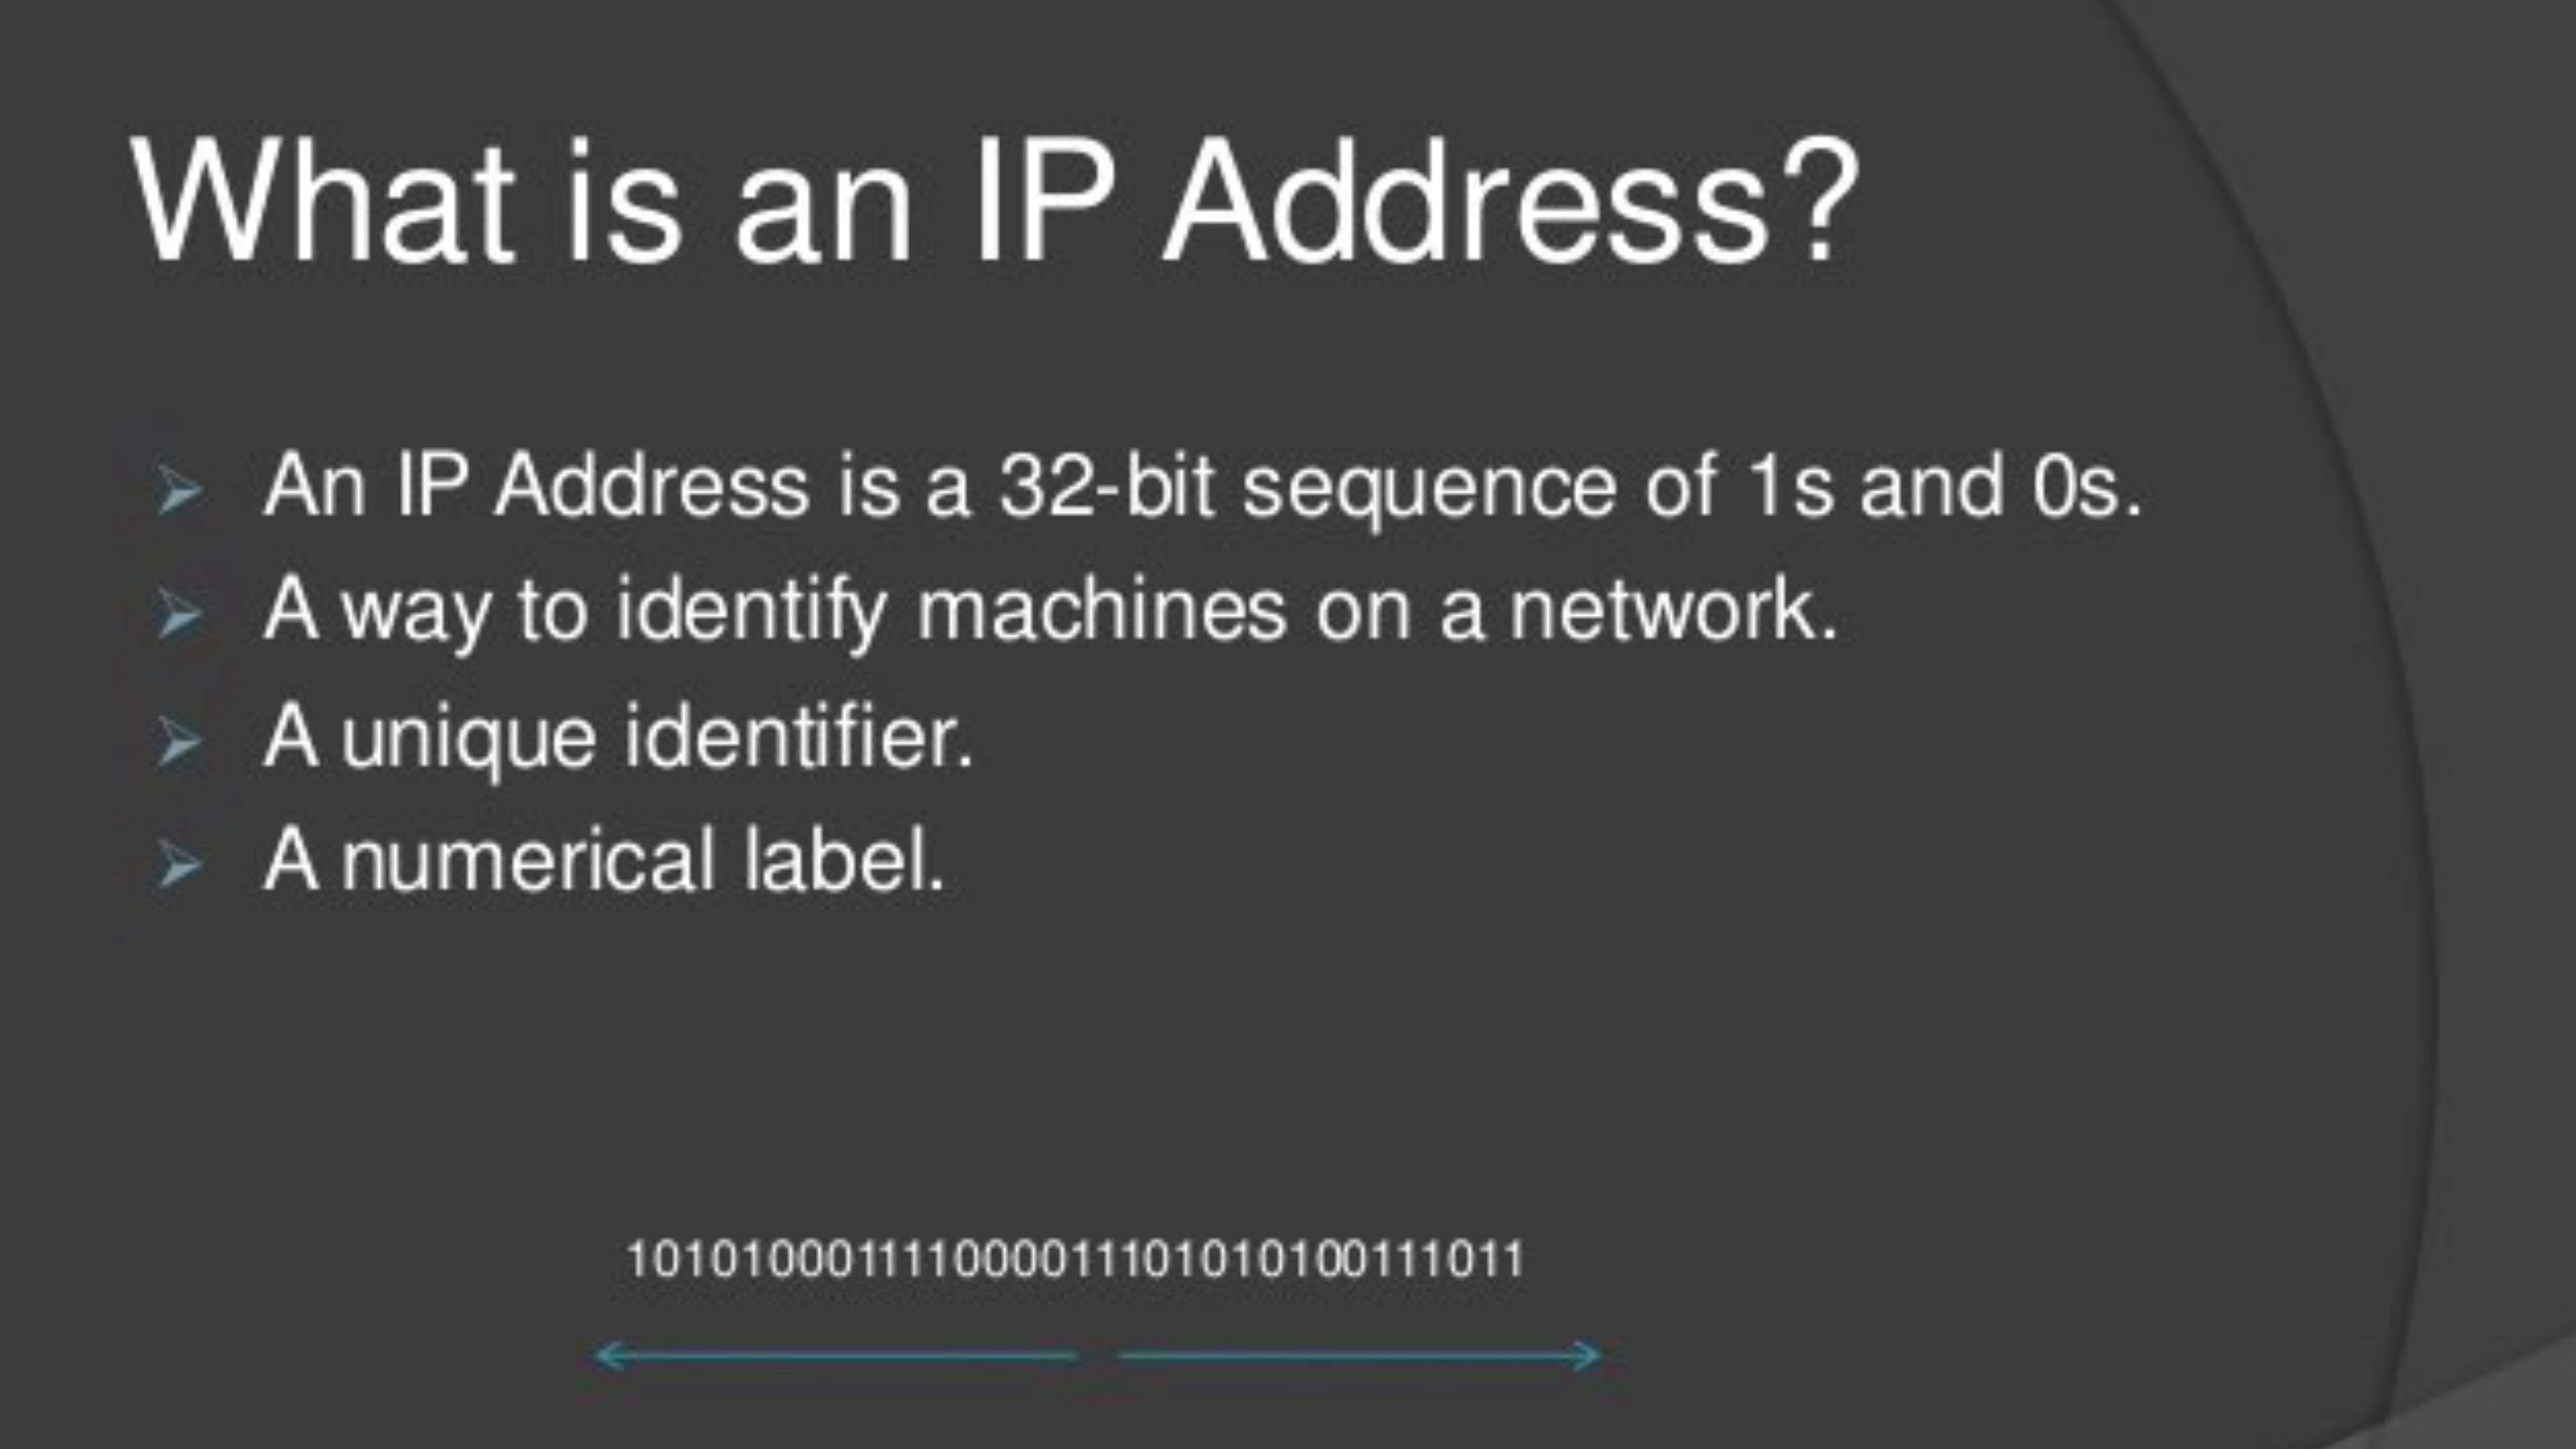 What is an IP Address?
An IP Address is a 32-bit sequence of 1s and 0s.
A way to identify machines on a network.
A unique identifier.
A numerical label.
101010001111000011101010100111011